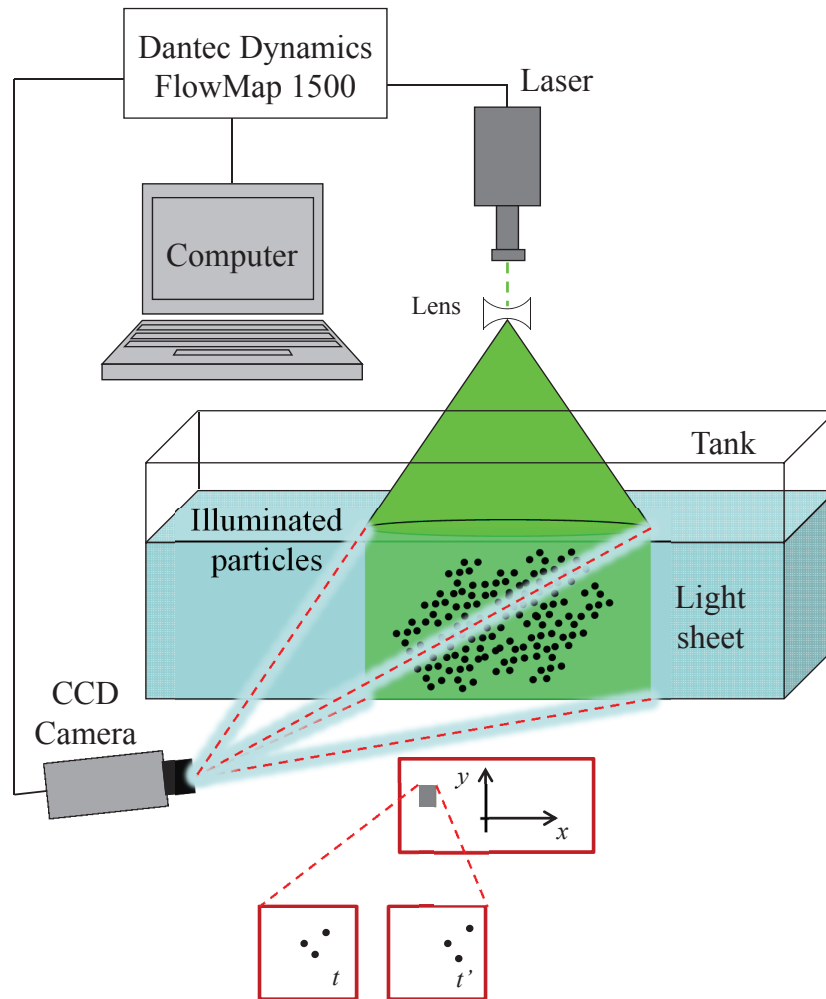 Dantec Dynamics
FlowMap 1500
Laser
Computer
Lens
Tank
Illuminated
particles
Light
sheet
CCD
Camera
y
x
t
t’